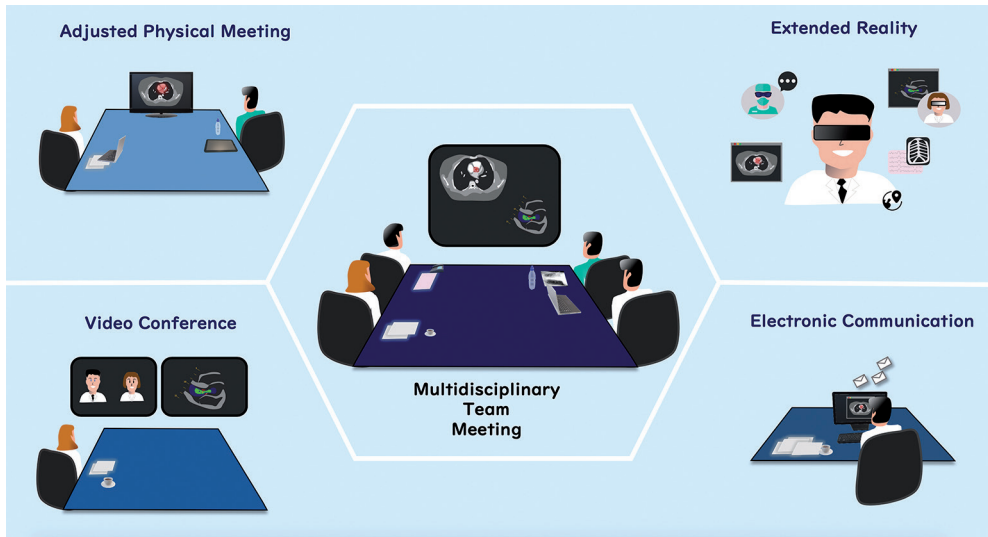 Adjusted Physical Meeting
Extended Reality
Video Conference
Electronic Communication
Multidisciplinary
Team
Meeting